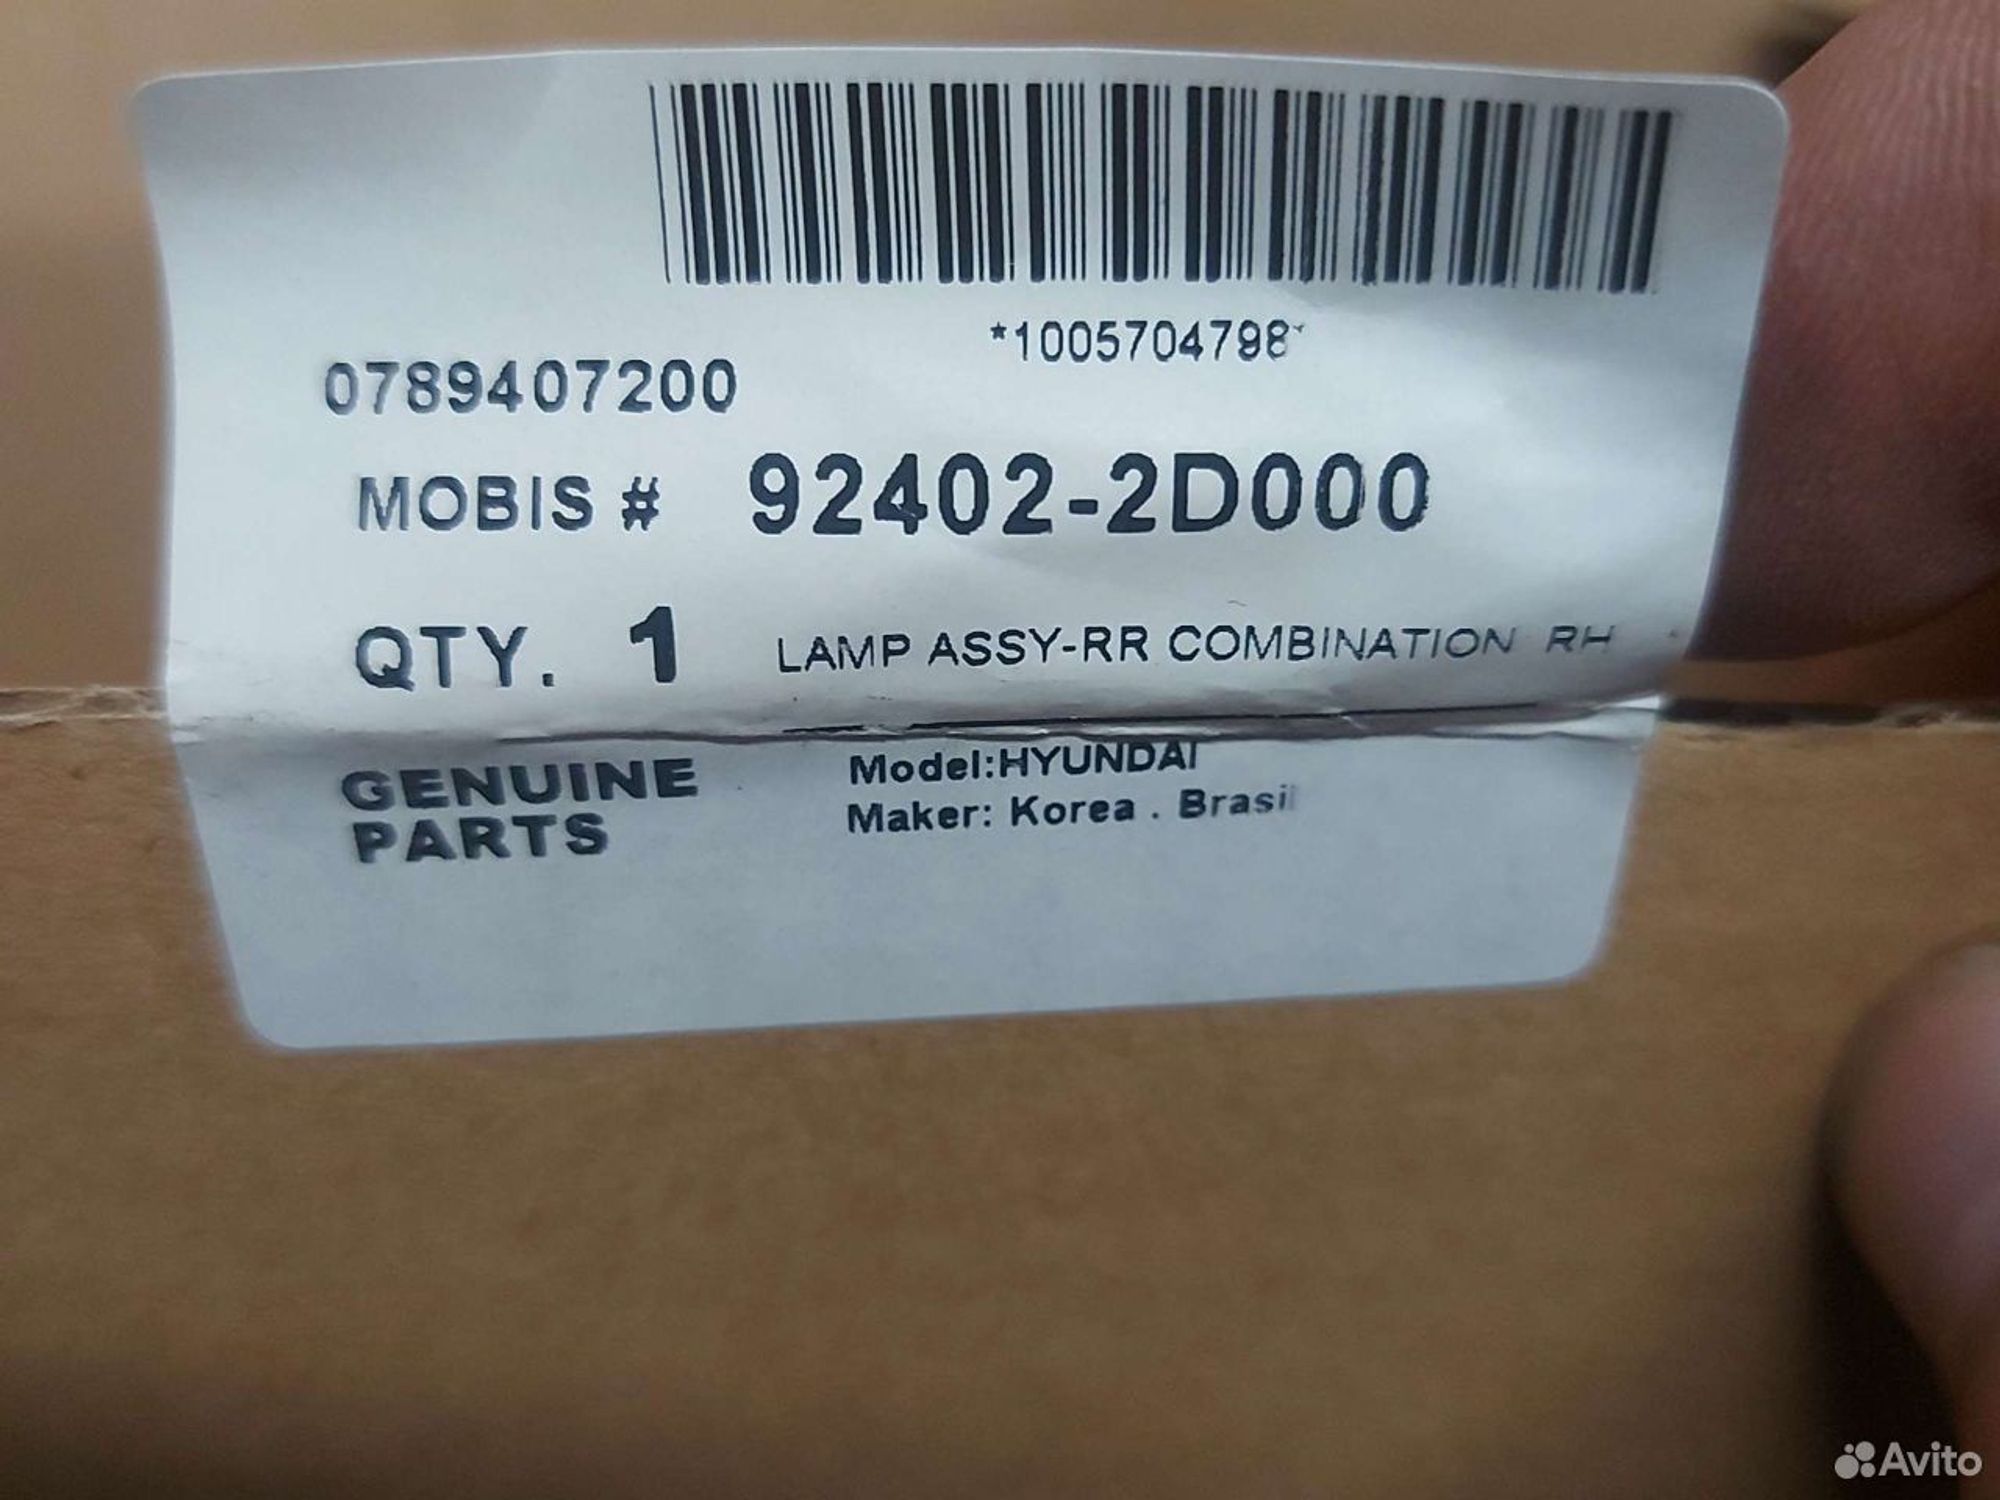 *1005704798*
0789407200
MOBIS # 92402-2D000
QTY. 1 LAMP ASSY-RR COMBINATION RH
GENUINE PARTS
Model:HYUNDAI
Maker: Korea . Brasil
Avito